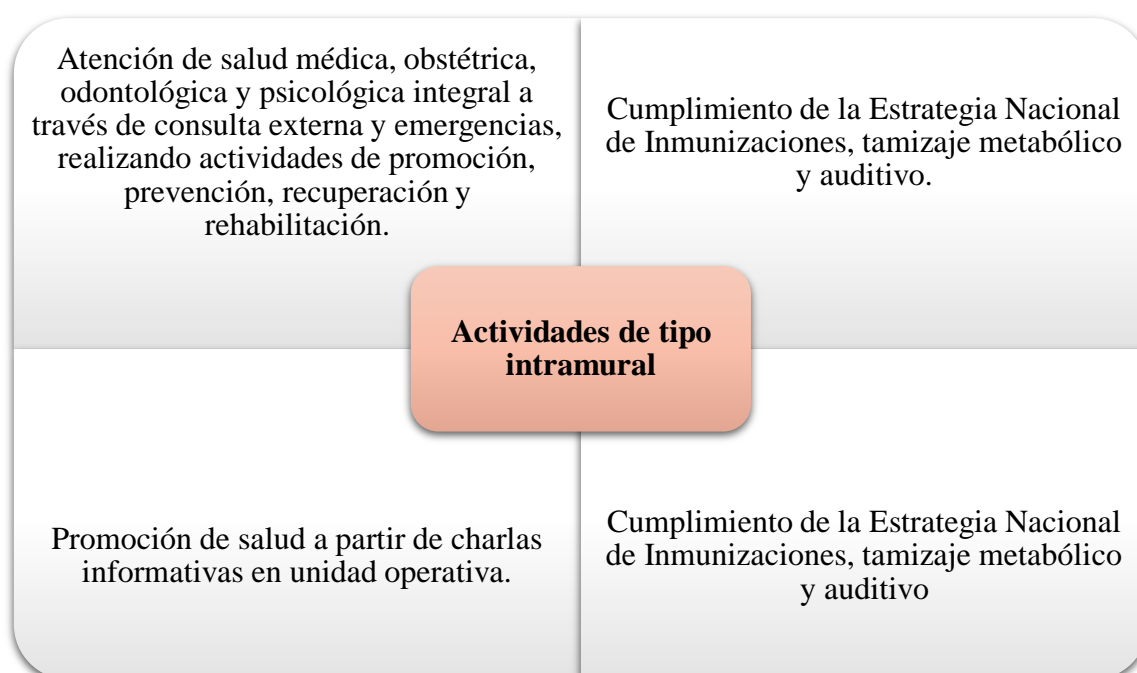 Atención de salud médica, obstétrica,
odontológica y psicológica integral a
través de consulta externa y emergencias,
realizando actividades de promoción,
prevención, recuperación y
rehabilitación.
Cumplimiento de la Estrategia Nacional
de Inmunizaciones, tamizaje metabólico
y auditivo.
Actividades de tipo
intramural
Promoción de salud a partir de charlas
informativas en unidad operativa.
Cumplimiento de la Estrategia Nacional
de Inmunizaciones, tamizaje metabólico
y auditivo